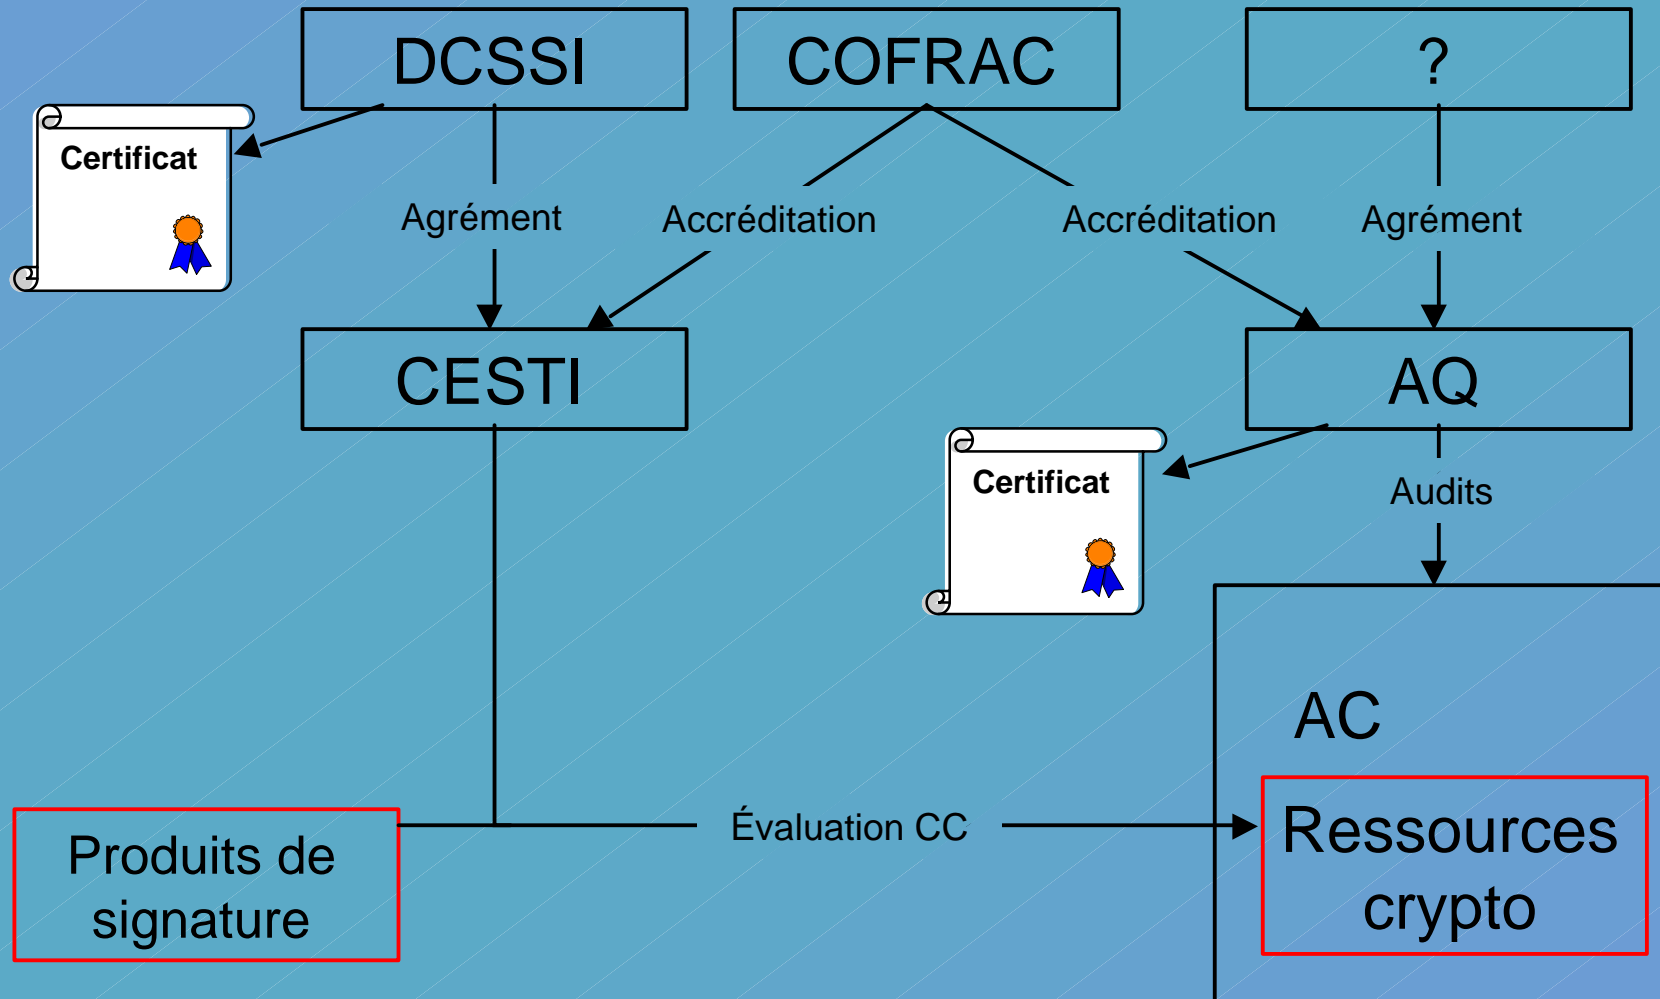 DCSSI
COFRAC
?
Certificat
Agrément
Accréditation
Accréditation
Agrément
CESTI
AQ
Certificat
Audits
AC
Produits de
signature
Évaluation CC
Ressources
crypto